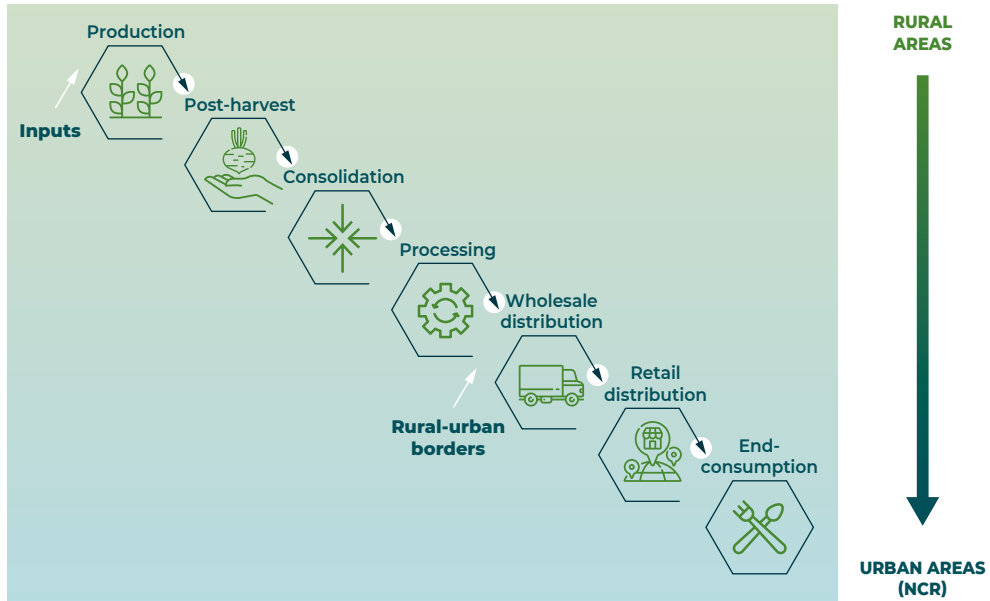 Production
Inputs
Post-harvest
Consolidation
Processing
Wholesale
distribution
Rural-urban
borders
Retail
distribution
End-
consumption
RURAL
AREAS
URBAN AREAS
(NCR)